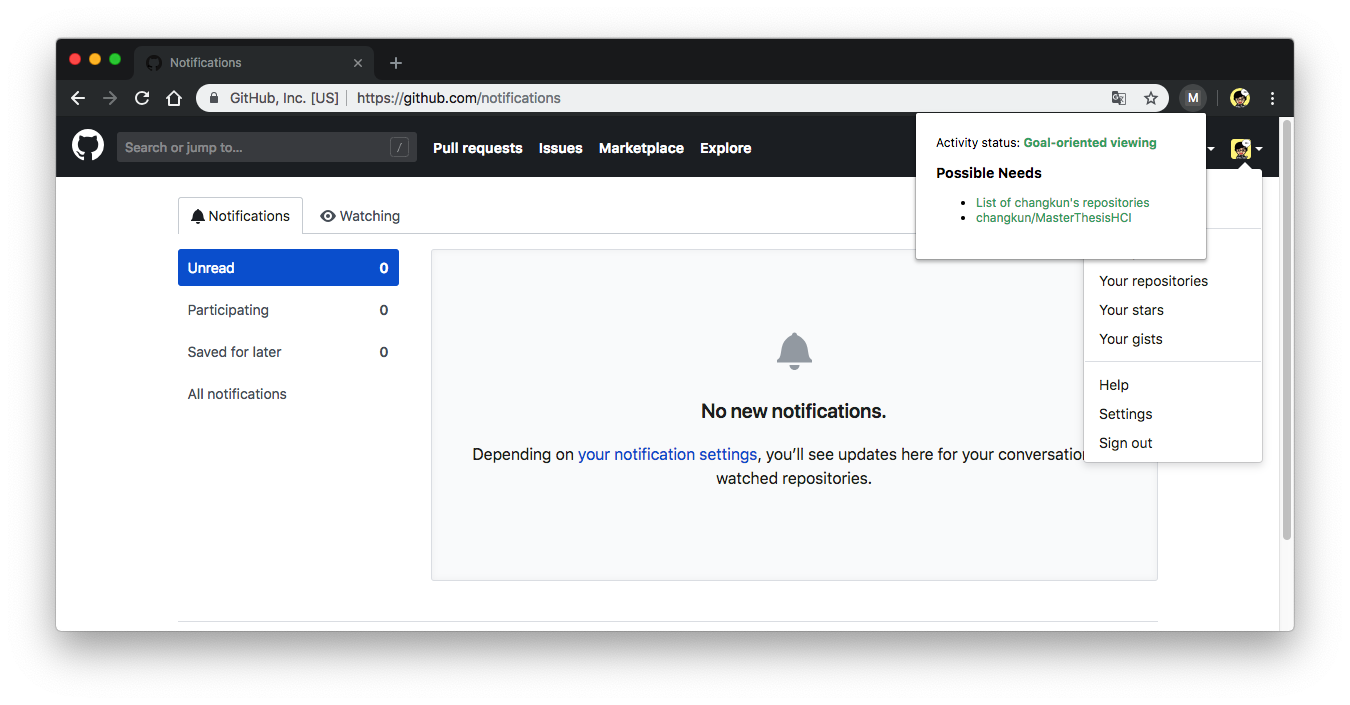 Notifications
GitHub, Inc. [US] https://github.com/notifications
M
Search or jump to... /
Pull requests Issues Marketplace Explore
Activity status: Goal-oriented viewing
Possible Needs
List of changkun's repositories
changkun/MasterThesisHCI
Notifications Watching
Unread 0
Participating 0
Saved for later 0
All notifications
No new notifications.
Depending on your notification settings, you’ll see updates here for your
watched repositories.
Your repositories
Your stars
Your gists
Help
Settings
Sign out